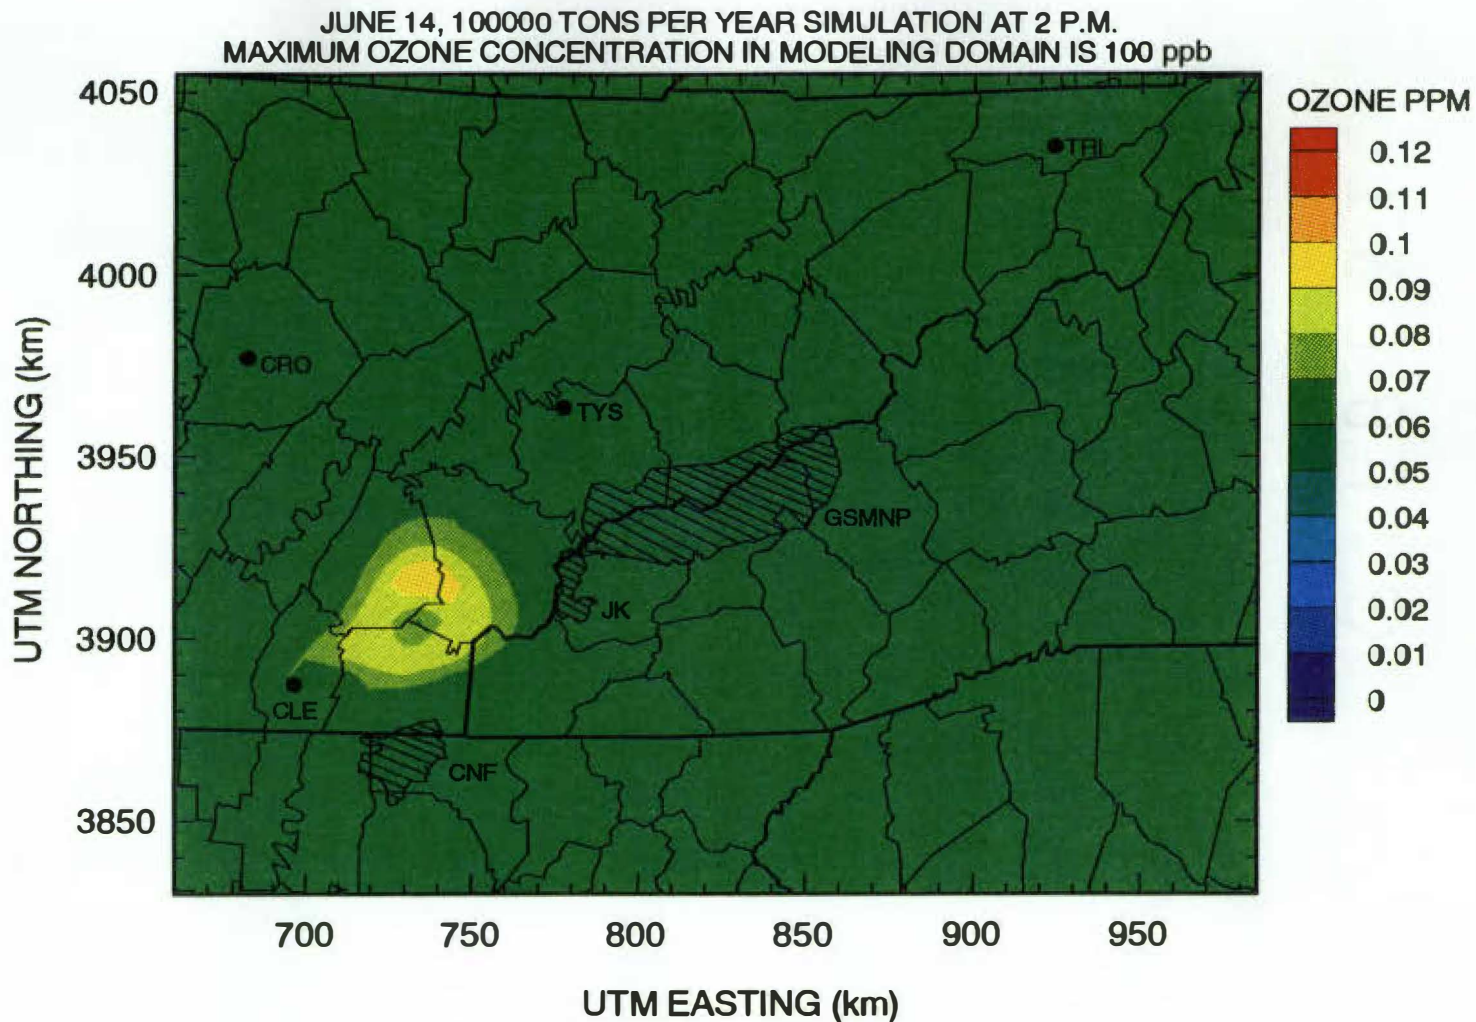 JUNE 14, 100000 TONS PER YEAR SIMULATION AT 2 P.M.
MAXIMUM OZONE CONCENTRATION IN MODELING DOMAIN IS 100 ppb
OZONE PPM
0.12
0.11
0.1
0.09
0.08
0.07
0.06
0.05
0.04
0.03
0.02
0.01
0
UTM NORTHING (km)
4050
4000
3950
3900
3850
TRI
CRO
TYS
GSMNP
JK
CLE
CNF
700
750
800
850
900
950
UTM EASTING (km)